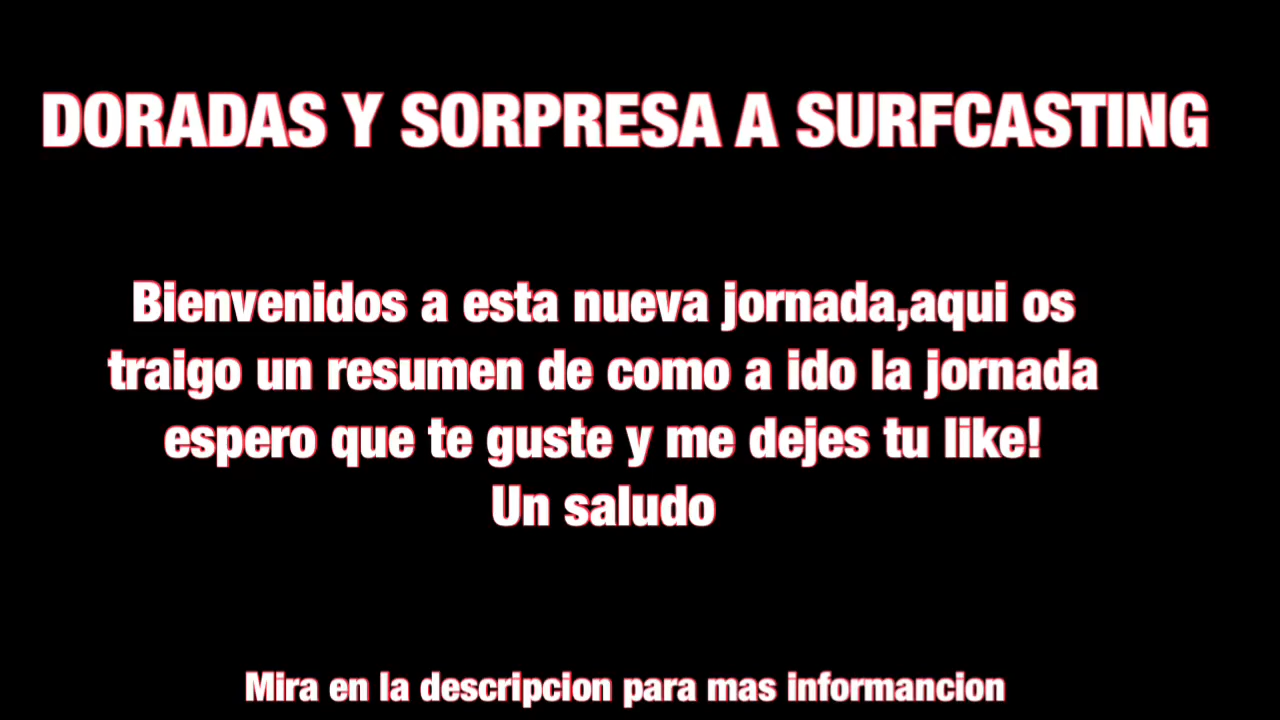 DORADAS Y SORPRESA A SURFCASTING
Bienvenidos a esta nueva jornada,aqui os
traigo un resumen de como a ido la jornada
espero que te guste y me dejes tu like!
Un saludo
Mira en la descripcion para mas informancion